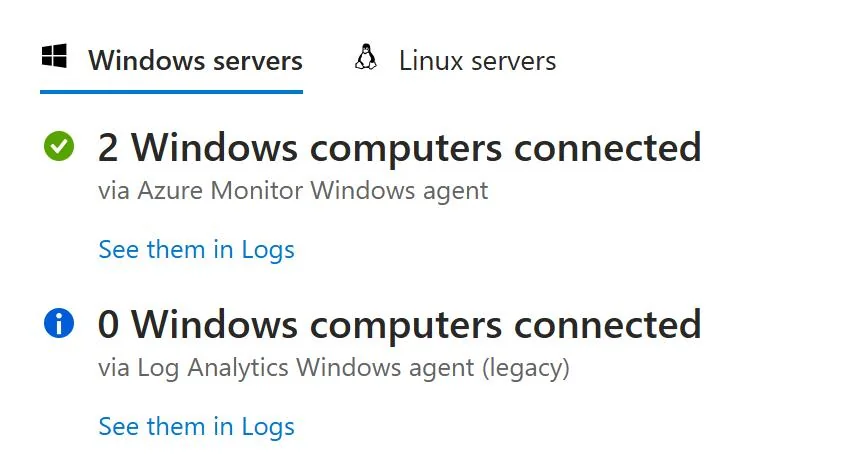 Windows servers Linux servers
2 Windows computers connected
via Azure Monitor Windows agent
See them in Logs
0 Windows computers connected
via Log Analytics Windows agent (legacy)
See them in Logs